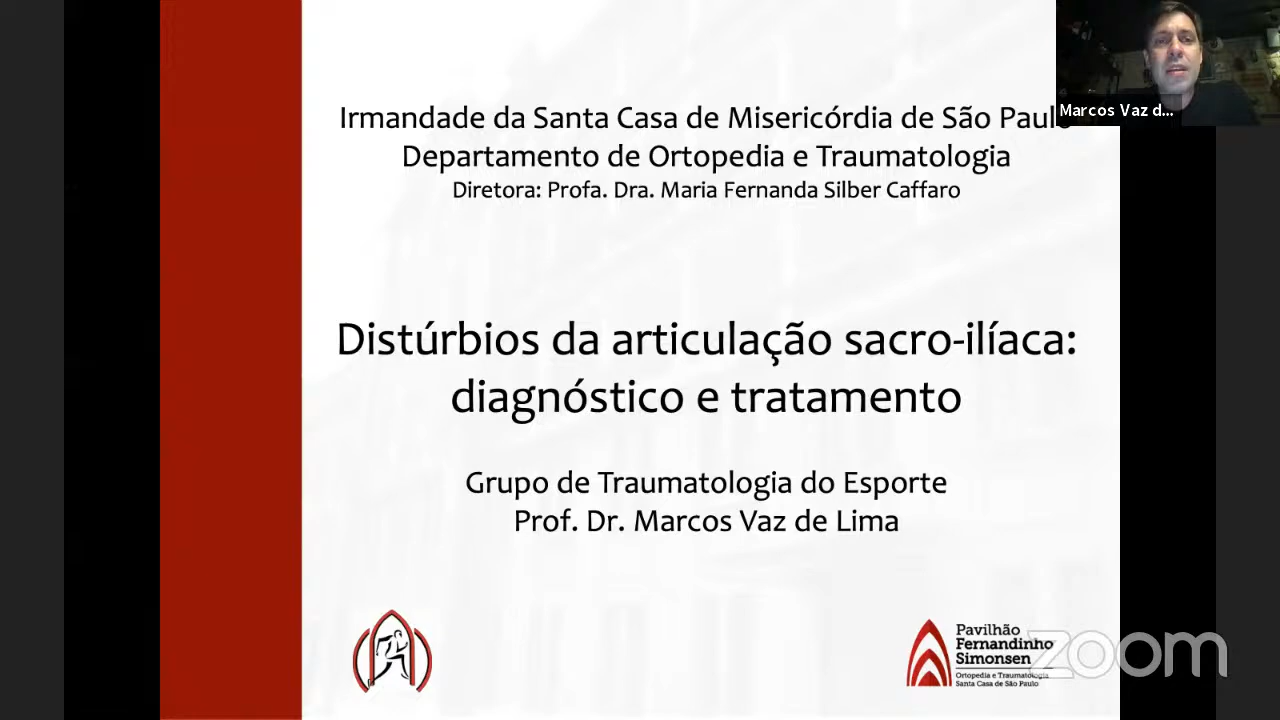 Irmandade da Santa Casa de Misericórdia de São Paulo
Marcos Vaz d...
Departamento de Ortopedia e Traumatologia
Diretora: Profa. Dra. Maria Fernanda Silber Caffaro
Distúrbios da articulação sacro-ilíaca:
diagnóstico e tratamento
Grupo de Traumatologia do Esporte
Prof. Dr. Marcos Vaz de Lima
Pavilhão
Fernandinho
Simonsen
Ortopedia e Traumatologia
Santa Casa de São Paulo
zoom